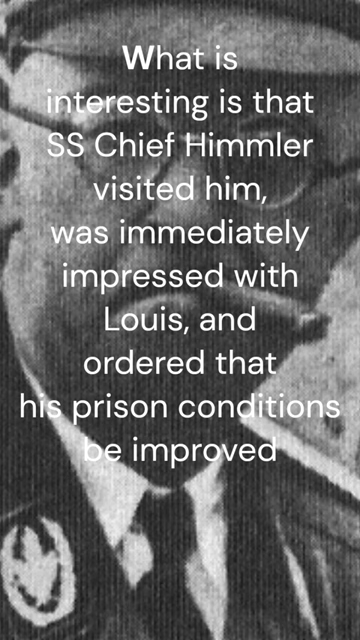 What is
interesting is that
SS Chief Himmler
visited him,
was immediately
impressed with
Louis, and
ordered that
his prison conditions
be improved